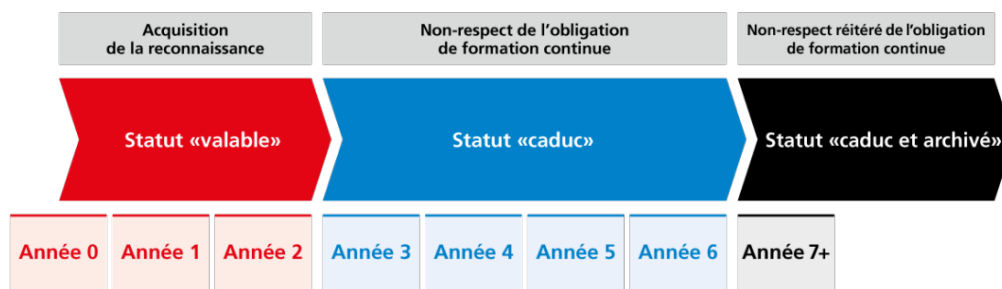 Acquisition
de la reconnaissance
Non-respect de l’obligation
de formation continue
Non-respect réitéré de l’obligation
de formation continue
Statut «valable»
Statut «caduc»
Statut «caduc et archivé»
Année 0
Année 1
Année 2
Année 3
Année 4
Année 5
Année 6
Année 7+